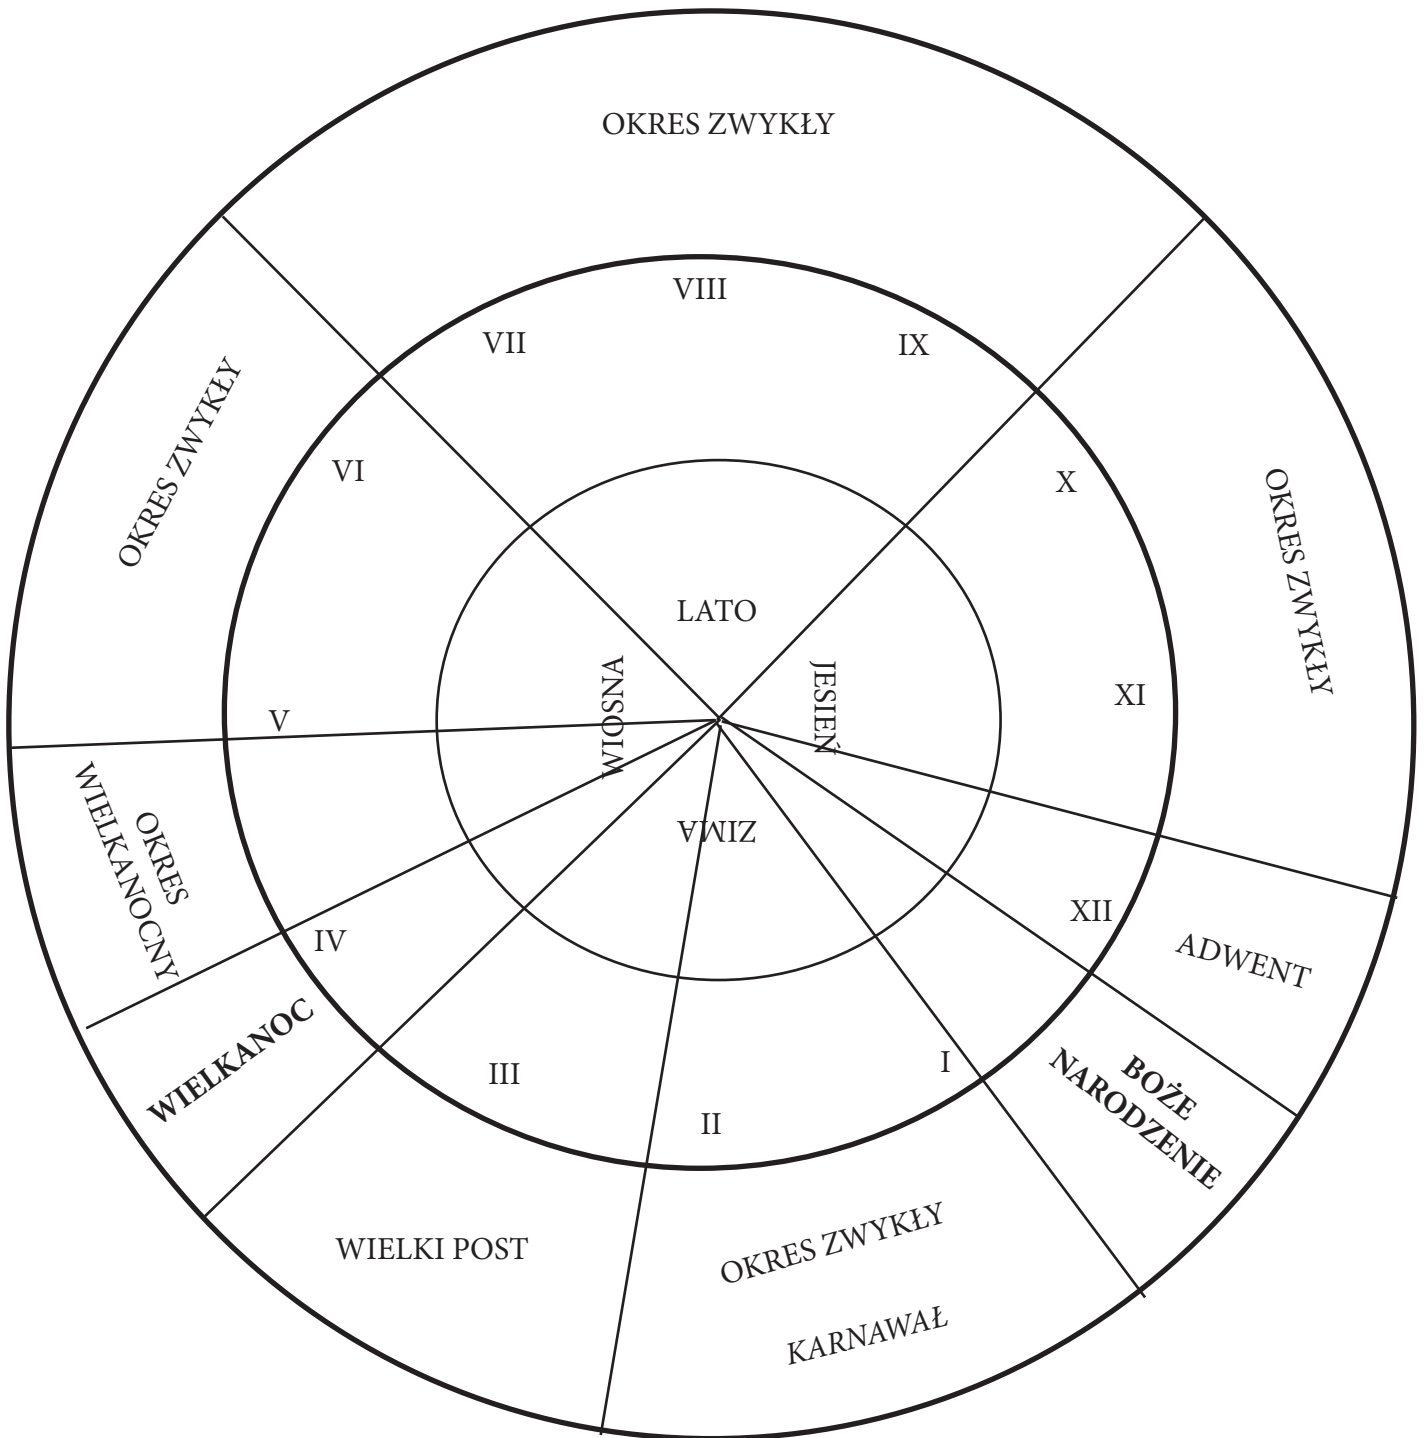 OKRES ZWYKŁY
VIII
VII
IX
OKRES ZWYKŁY
VI
X
OKRES ZWYKŁY
LATO
WIOSNA
JESIEŃ
XI
V
ZIMA
OKRES
WIELKANOCNY
IV
XII
ADWENT
WIELKANOC
III
II
I
BOŻE
NARODZENIE
WIELKI POST
OKRES ZWYKŁY
KARNAWAŁ